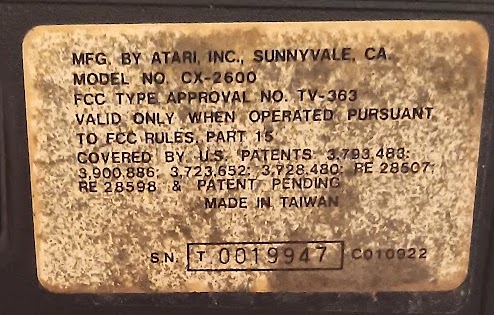 MFG. BY ATARI, INC., SUNNYVALE, CA.
MODEL NO. CX-2600
FCC TYPE APPROVAL NO. TV-363
VALID ONLY WHEN OPERATED PURSUANT
TO FCC RULES, PART 15
COVERED BY U.S. PATENTS 3,793,483;
3,900,886; 3,723,652; 3,728,480; RE 28507;
RE 28598 & PATENT PENDING
MADE IN TAIWAN
S.N. T 0019947 C010922